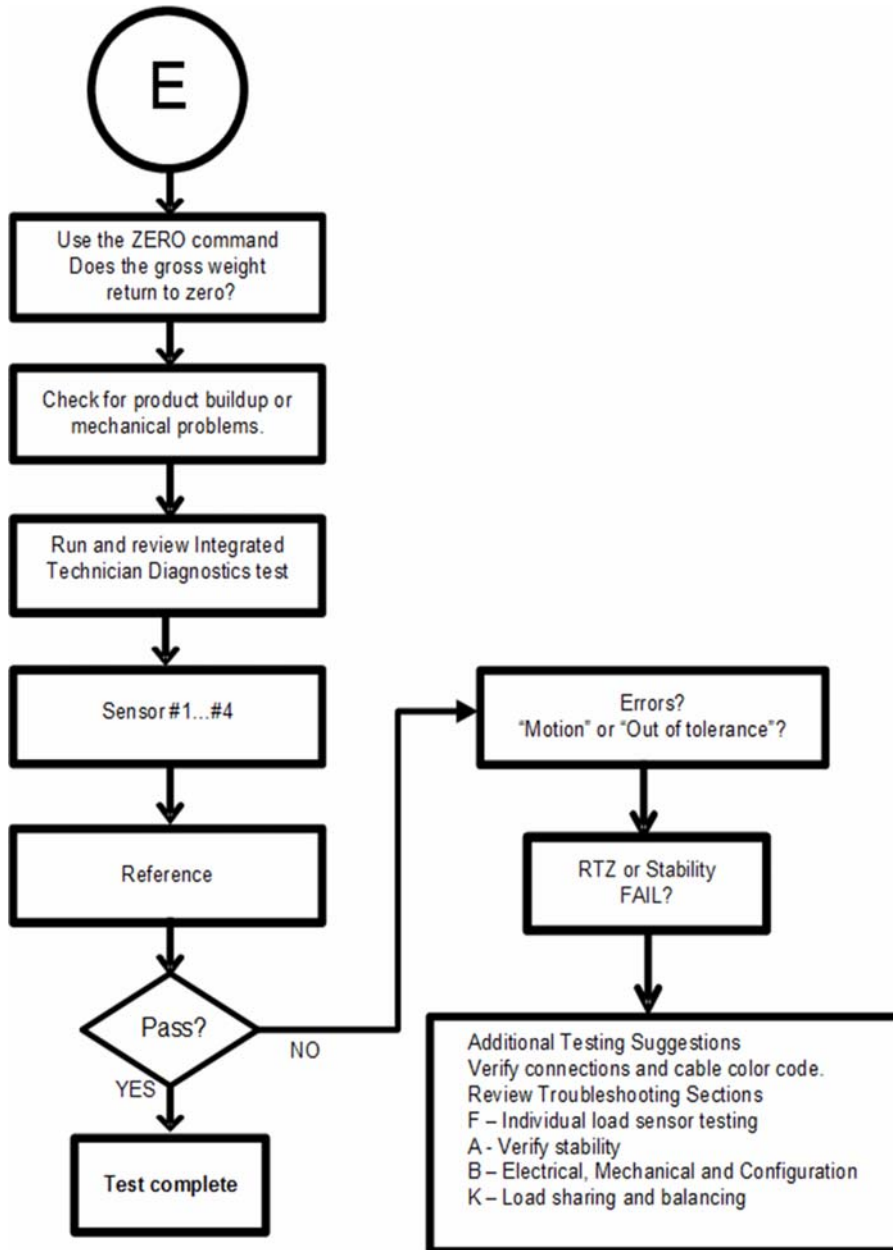 E
Use the ZERO command
Does the gross weight
return to zero?
Check for product buildup or
mechanical problems.
Run and review Integrated
Technician Diagnostics test
Sensor #1...#4
Reference
Pass?
NO
YES
Test complete
Errors?
“Motion” or “Out of tolerance”?
RTZ or Stability
FAIL?
Additional Testing Suggestions
Verify connections and cable color code.
Review Troubleshooting Sections
F – Individual load sensor testing
A - Verify stability
B – Electrical, Mechanical and Configuration
K – Load sharing and balancing